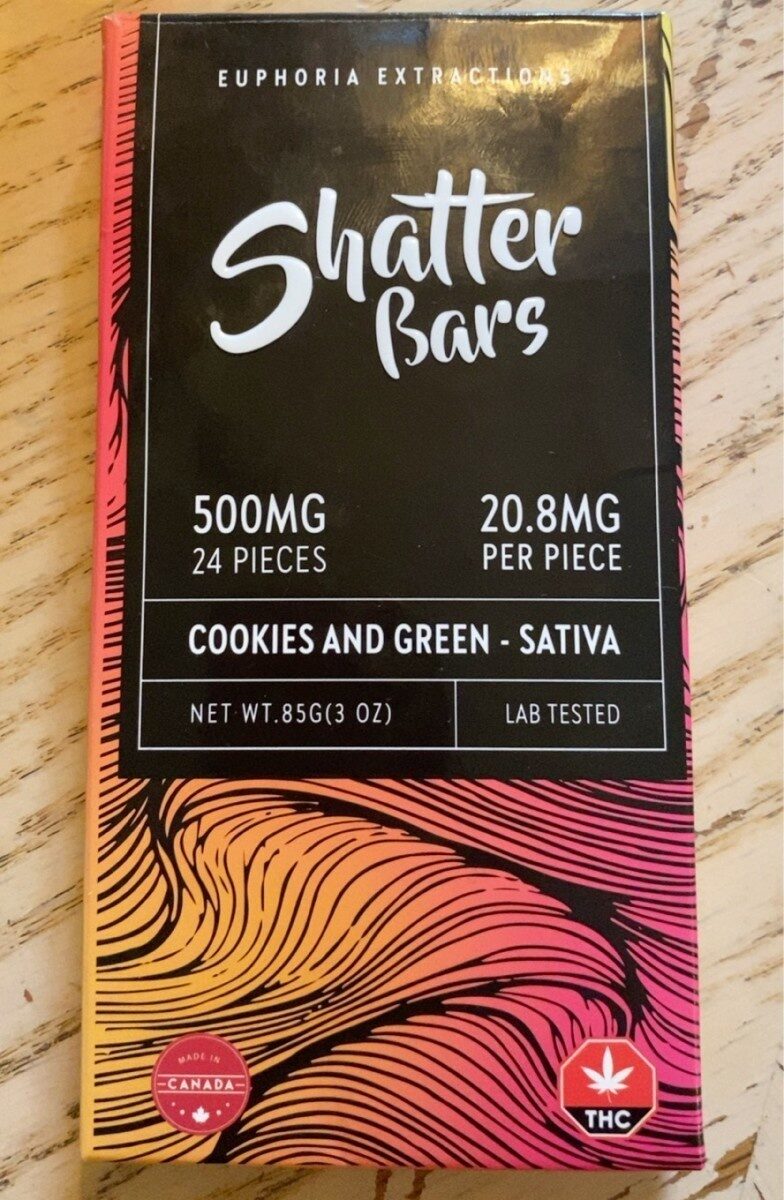 EUPHORIA EXTRACTIONS
Shatter
Bars
500MG
24 PIECES
20.8MG
PER PIECE
COOKIES AND GREEN - SATIVA
NET WT.85G(3 OZ)
LAB TESTED
MADE IN
CANADA
THC